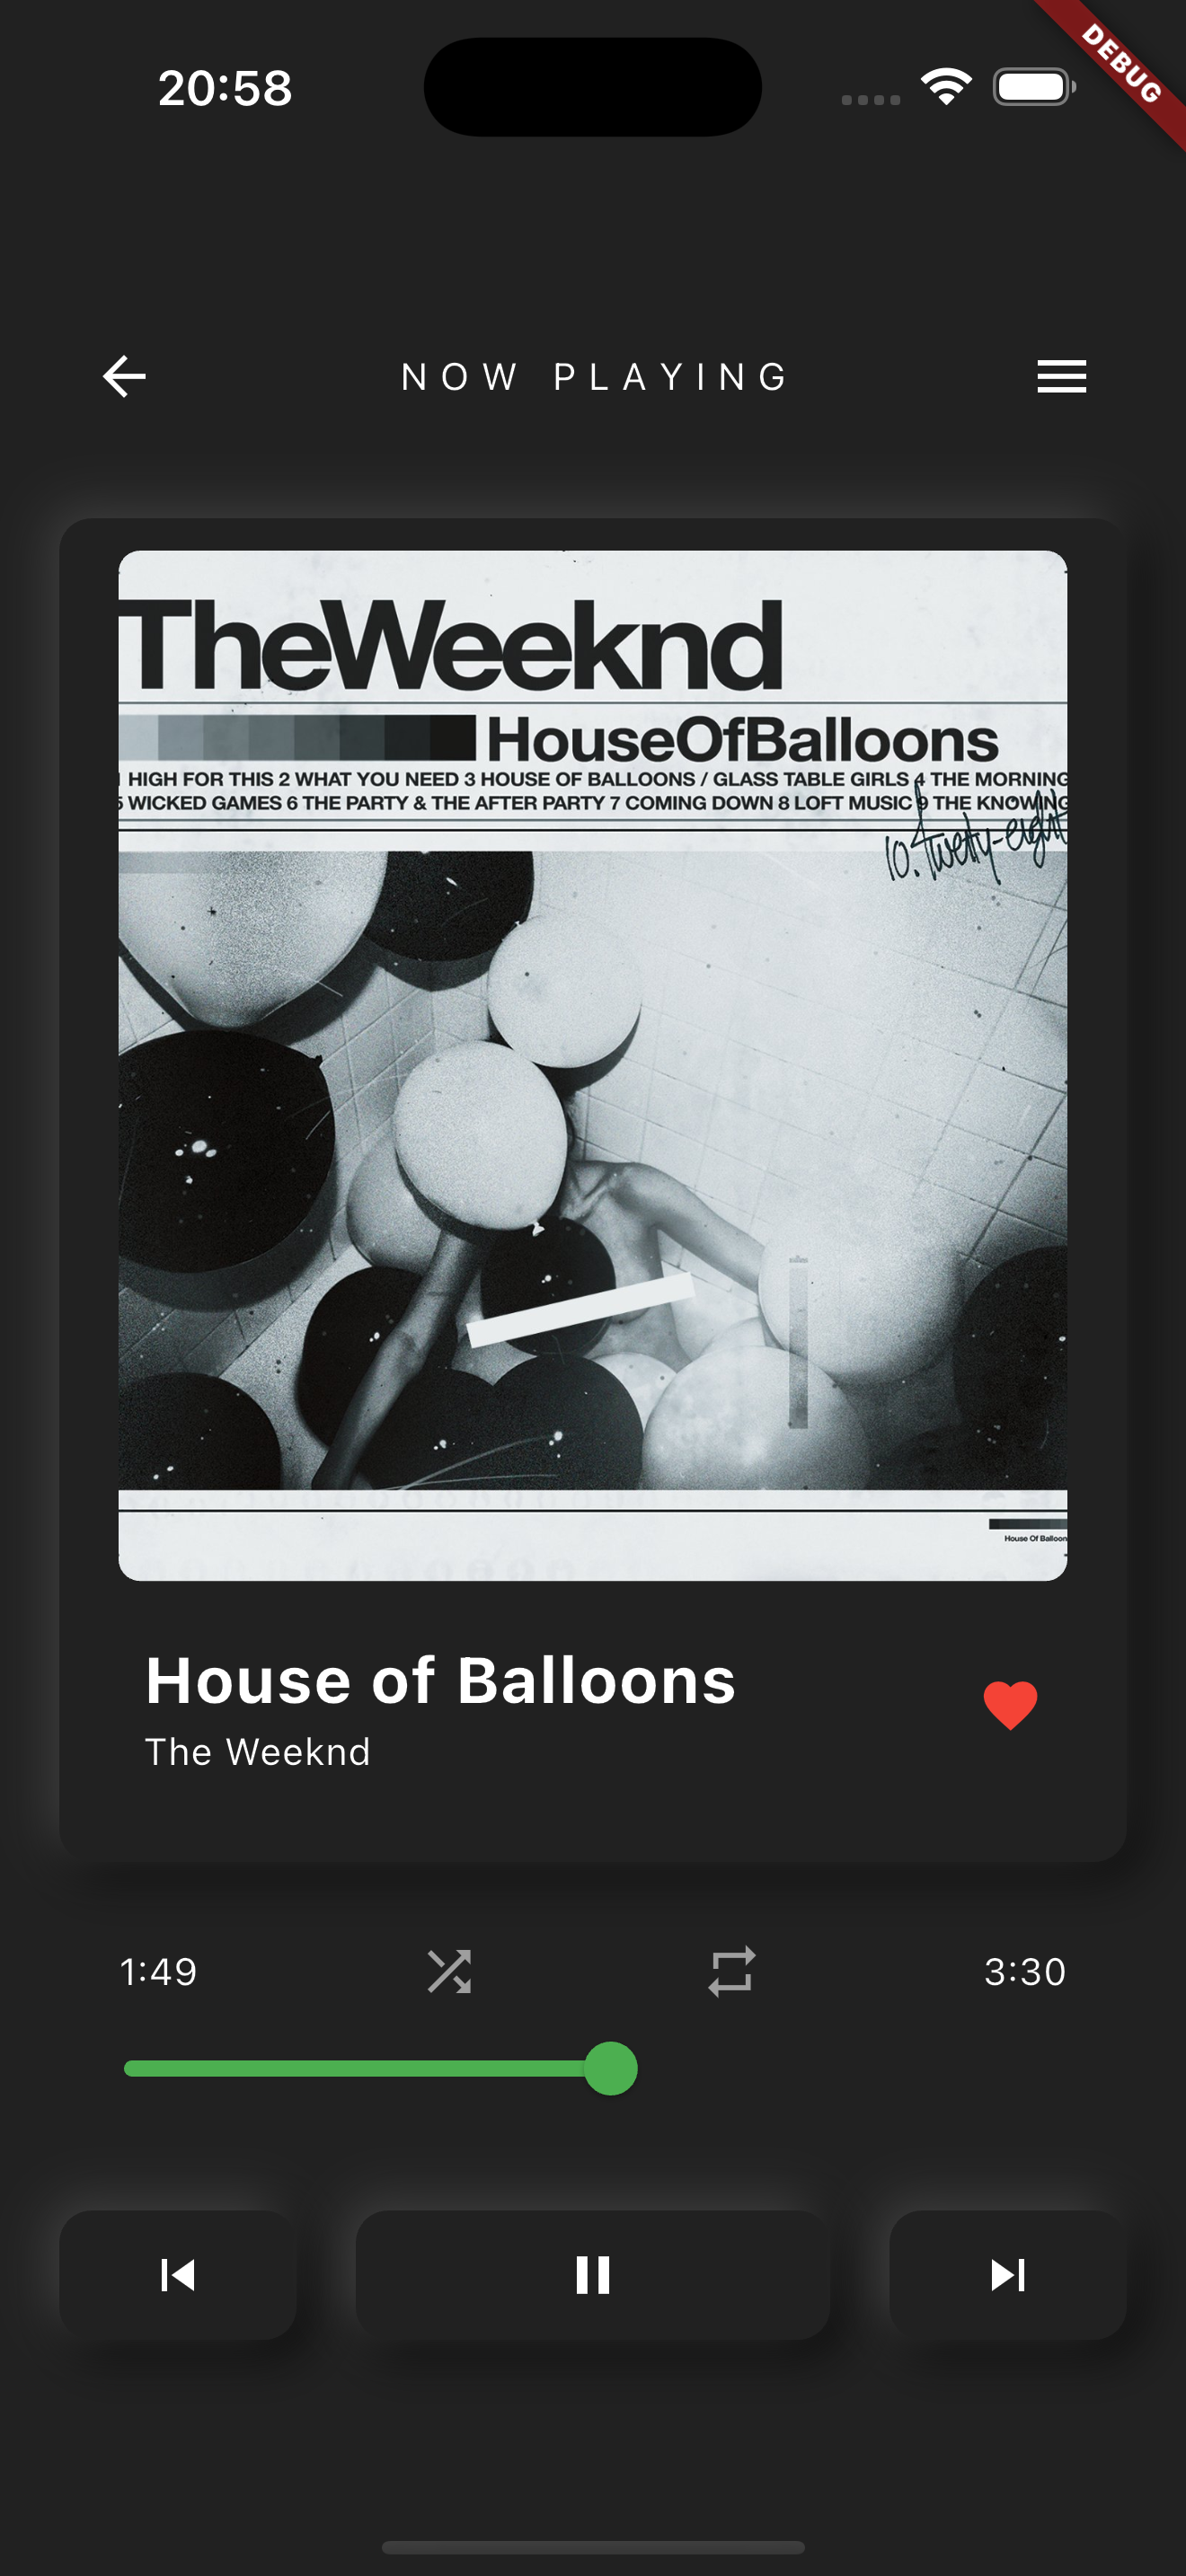 20:58
DEBUG
NOW PLAYING
TheWeeknd
HouseOfBalloons
HIGH FOR THIS 2 WHAT YOU NEED 3 HOUSE OF BALLOONS / GLASS TABLE GIRLS 4 THE MORNING
5 WICKED GAMES 6 THE PARTY & THE AFTER PARTY 7 COMING DOWN 8 LOFT MUSIC 9 THE KNOWING
10. twenty-eight
House Of Balloon
House of Balloons
The Weeknd
1:49
3:30